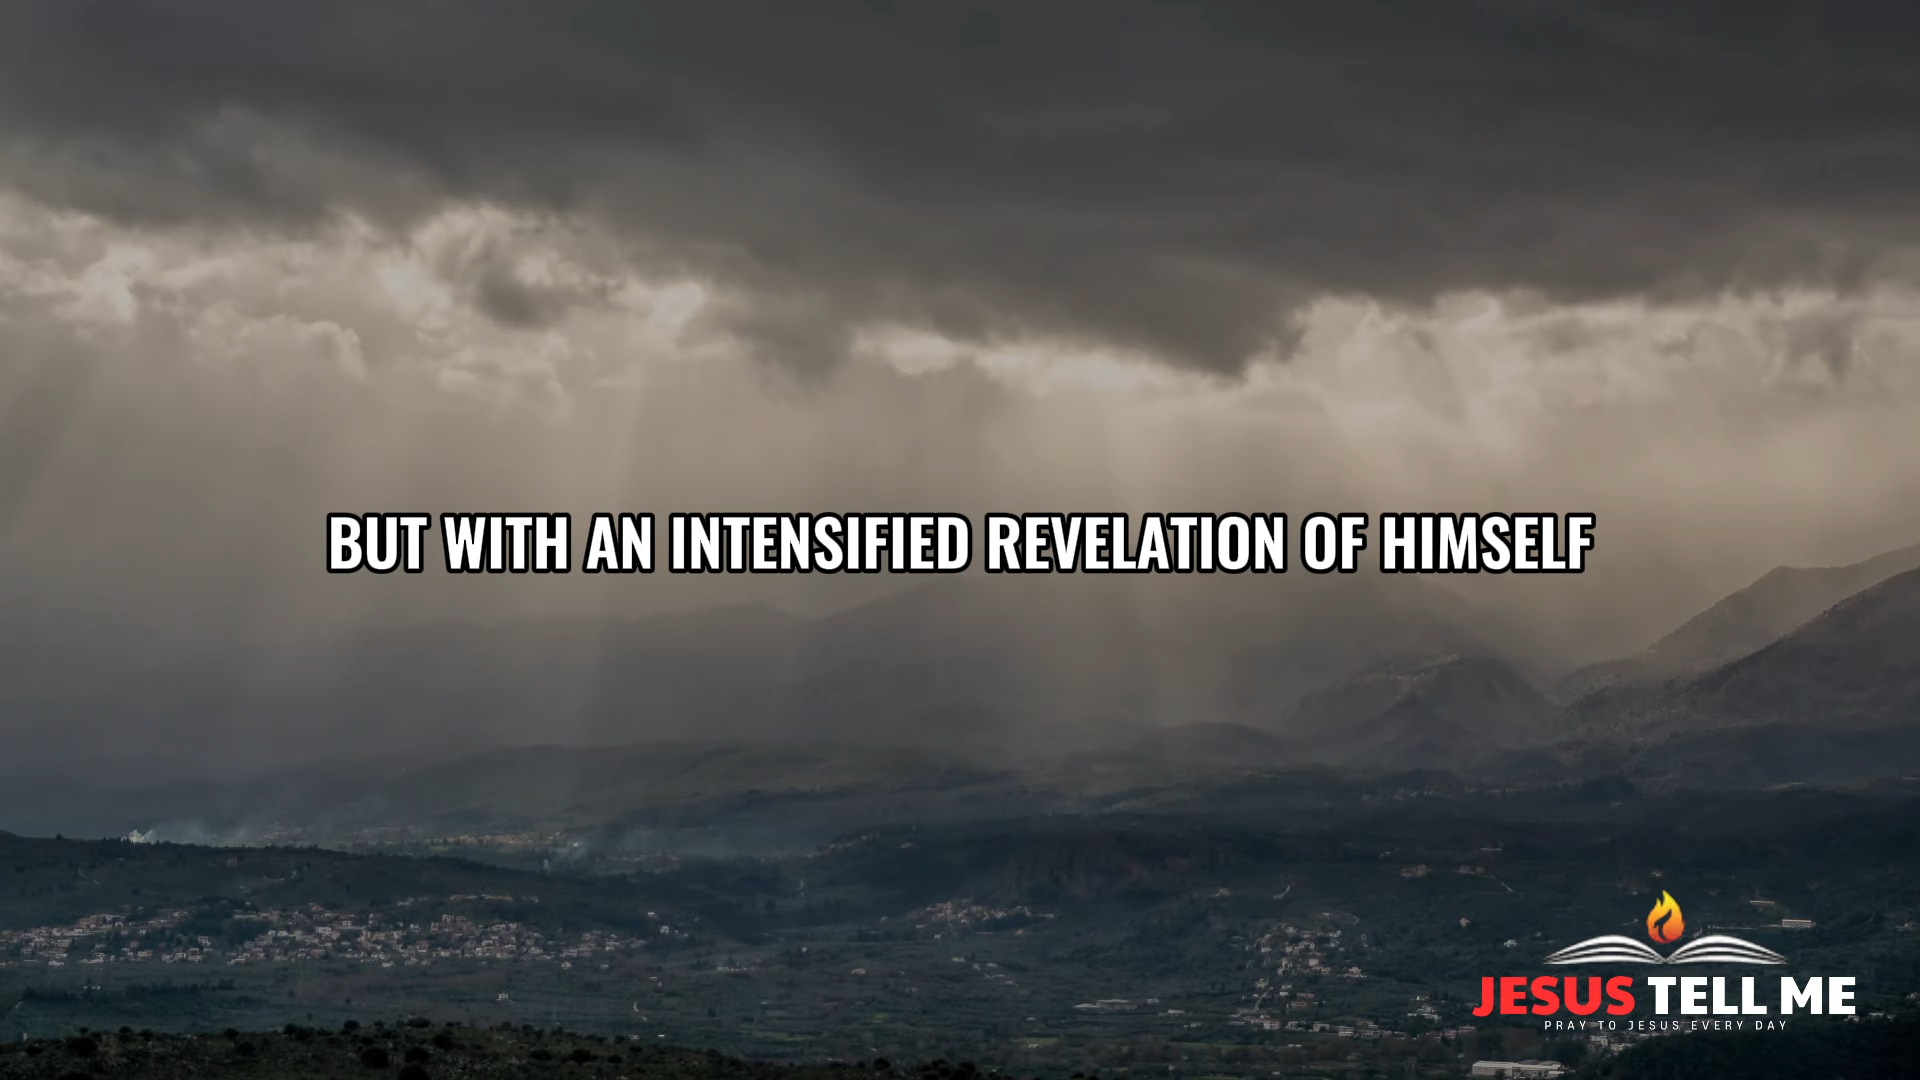 BUT WITH AN INTENSIFIED REVELATION OF HIMSELF
JESUS TELL ME
PRAY TO JESUS EVERY DAY